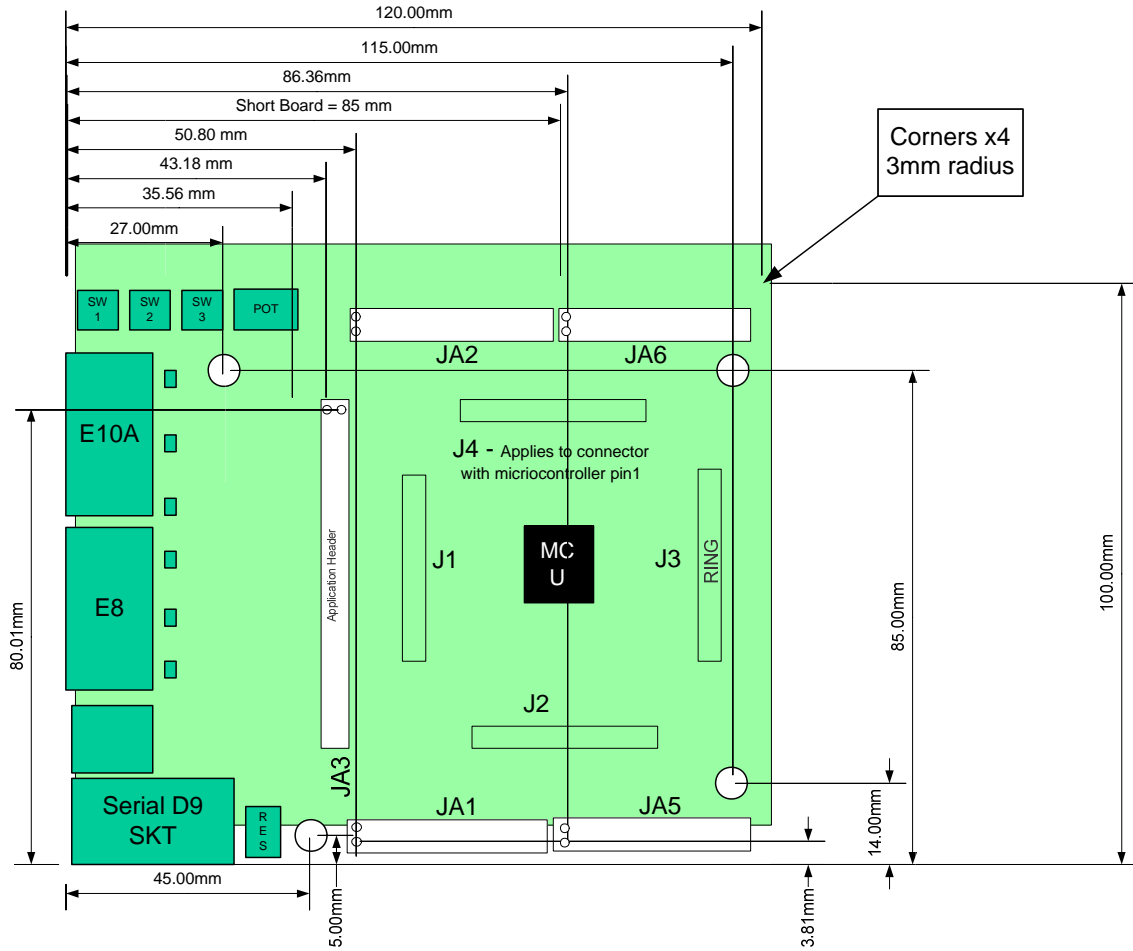 120.00mm
115.00mm
86.36mm
Short Board = 85 mm
50.80 mm
43.18 mm
35.56 mm
27.00mm
Corners x4
3mm radius
SW
1
SW
2
SW
3
POT
JA2
JA6
E10A
J4 - Applies to connector
with micriocontroller pin1
Application Header
J1
MC
U
J3
RING
E8
80.01mm
85.00mm
100.00mm
J2
JA3
Serial D9
SKT
R
E
S
JA1
JA5
14.00mm
45.00mm
5.00mm
3.81mm